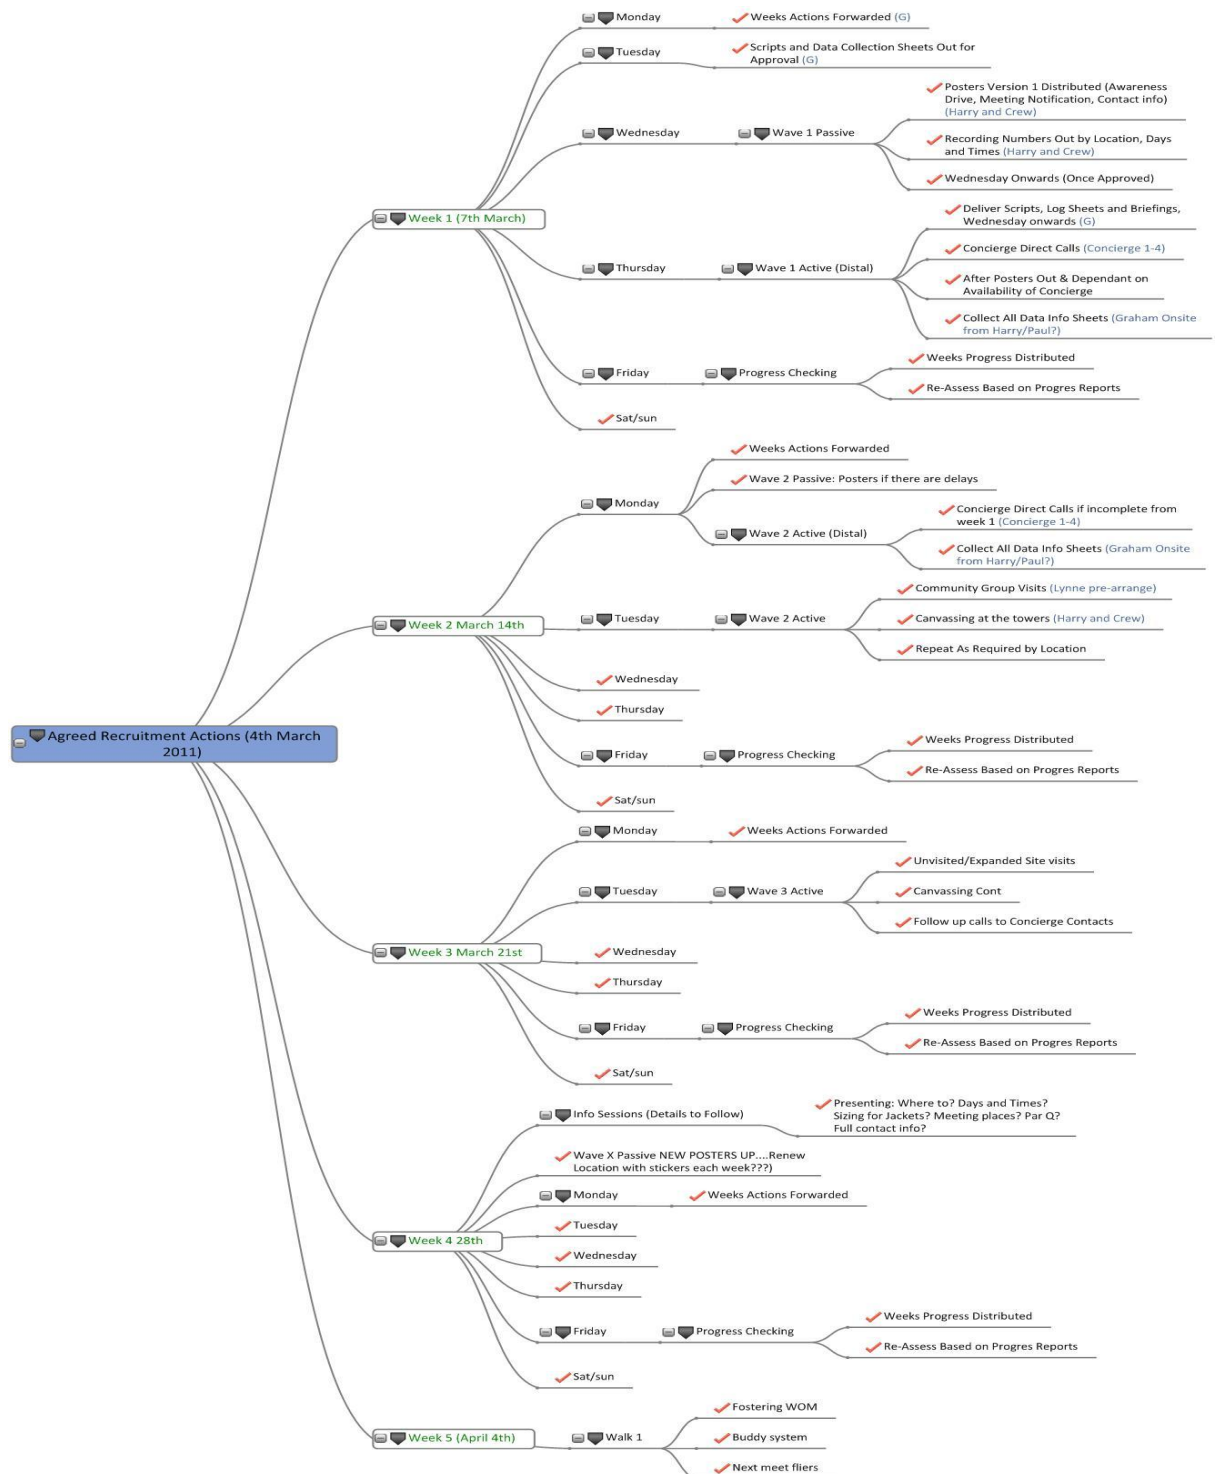 Agreed Recruitment Actions (4th March
2011)
Week 1 (7th March)
Monday
Weeks Actions Forwarded (G)
Tuesday
Scripts and Data Collection Sheets Out for
Approval (G)
Wednesday
Wave 1 Passive
Posters Version 1 Distributed (Awareness
Drive, Meeting Notification, Contact info)
(Harry and Crew)
Recording Numbers Out by Location, Days
and Times (Harry and Crew)
Wednesday Onwards (Once Approved)
Thursday
Wave 1 Active (Distal)
Deliver Scripts, Log Sheets and Briefings,
Wednesday onwards (G)
Concierge Direct Calls (Concierge 1-4)
After Posters Out & Dependant on
Availability of Concierge
Collect All Data Info Sheets (Graham Onsite
from Harry/Paul?)
Friday
Progress Checking
Weeks Progress Distributed
Re-Assess Based on Progres Reports
Sat/sun
Week 2 March 14th
Monday
Weeks Actions Forwarded
Wave 2 Passive: Posters if there are delays
Wave 2 Active (Distal)
Concierge Direct Calls if incomplete from
week 1 (Concierge 1-4)
Collect All Data Info Sheets (Graham Onsite
from Harry/Paul?)
Tuesday
Wave 2 Active
Community Group Visits (Lynne pre-arrange)
Canvassing at the towers (Harry and Crew)
Repeat As Required by Location
Wednesday
Thursday
Friday
Progress Checking
Weeks Progress Distributed
Re-Assess Based on Progres Reports
Sat/sun
Week 3 March 21st
Monday
Weeks Actions Forwarded
Tuesday
Wave 3 Active
Unvisited/Expanded Site visits
Canvassing Cont
Follow up calls to Concierge Contacts
Wednesday
Thursday
Friday
Progress Checking
Weeks Progress Distributed
Re-Assess Based on Progres Reports
Sat/sun
Week 4 28th
Info Sessions (Details to Follow)
Presenting: Where to? Days and Times?
Sizing for Jackets? Meeting places? Par Q?
Full contact info?
Wave X Passive NEW POSTERS UP....Renew
Location with stickers each week???)
Monday
Weeks Actions Forwarded
Tuesday
Wednesday
Thursday
Friday
Progress Checking
Weeks Progress Distributed
Re-Assess Based on Progres Reports
Sat/sun
Week 5 (April 4th)
Walk 1
Fostering WOM
Buddy system
Next meet fliers